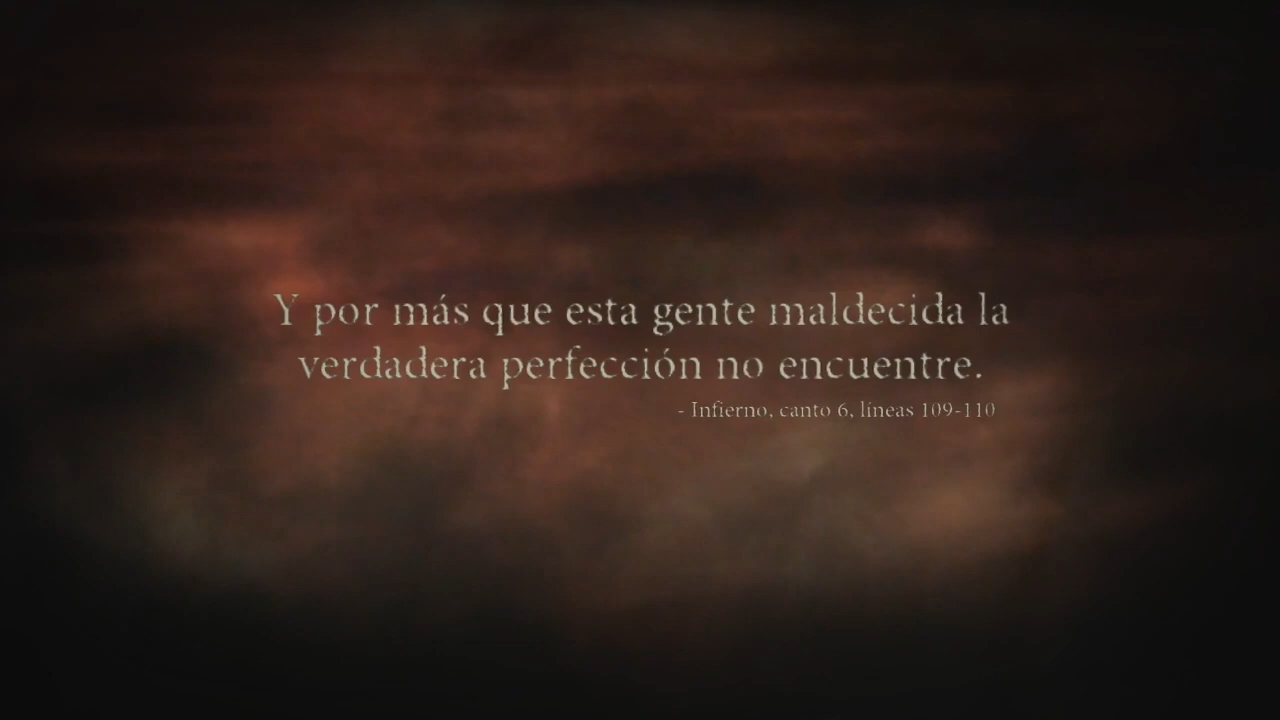 Y por más que esta gente maldecida la
verdadera perfección no encuentre.
- Infierno, canto 6, líneas 109-110